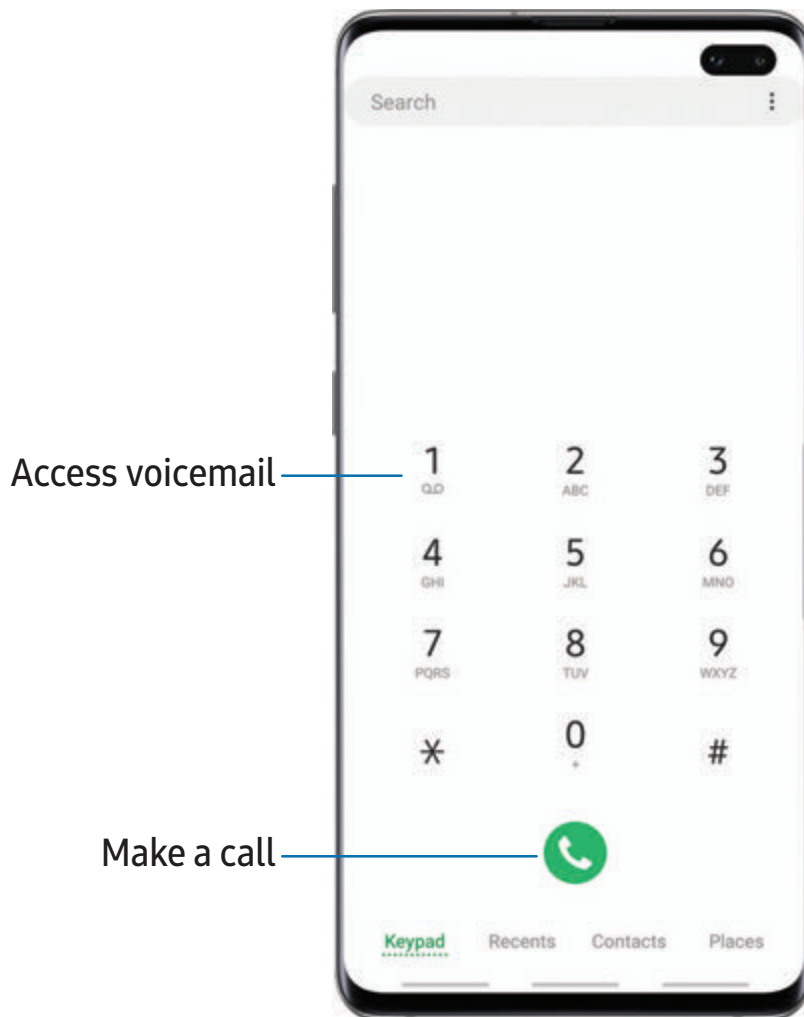 Search
Access voicemail
1
2
ABC
3
DEF
4
GHI
5
JKL
6
MNO
7
PQRS
8
TUV
9
WXYZ
*
0
+
#
Make a call
Keypad Recents Contacts Places